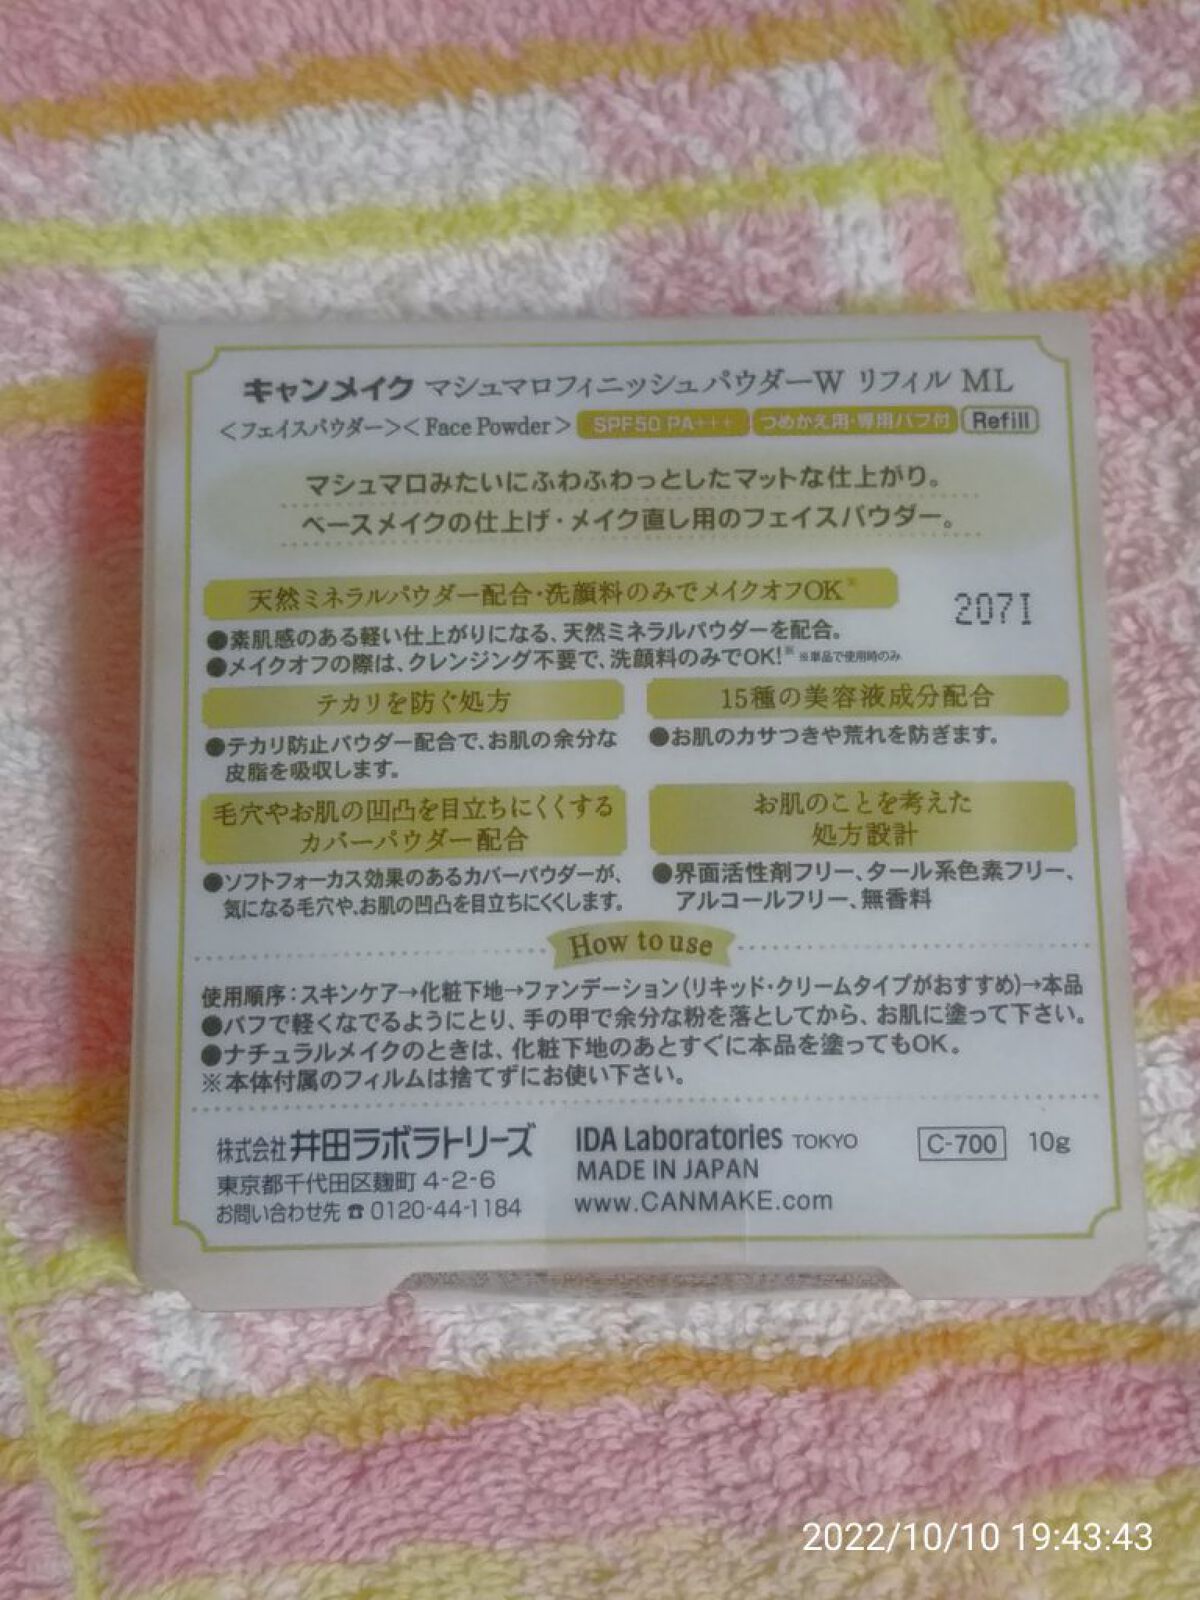 キャンメイク マシュマロフィニッシュパウダーW リフィル ML
＜フェイスパウダー＞＜Face Powder＞ SPF50 PA+++ つめかえ用・専用パフ付 Refill
マシュマロみたいにふわふわっとしたマットな仕上がり。
ベースメイクの仕上げ・メイク直し用のフェイスパウダー。
天然ミネラルパウダー配合・洗顔料のみでメイクオフOK※
2071
●素肌感のある軽い仕上がりになる、天然ミネラルパウダーを配合。
●メイクオフの際は、クレンジング不要で、洗顔料のみでOK!※ ※単品で使用時のみ
テカリを防ぐ処方
●テカリ防止パウダー配合で、お肌の余分な
皮脂を吸収します。
15種の美容液成分配合
●お肌のカサつきや荒れを防ぎます。
毛穴やお肌の凹凸を目立ちにくくする
カバーパウダー配合
●ソフトフォーカス効果のあるカバーパウダーが、
気になる毛穴や、お肌の凹凸を目立ちにくくします。
お肌のことを考えた
処方設計
●界面活性剤フリー、タール系色素フリー、
アルコールフリー、無香料
How to use
使用順序：スキンケア→化粧下地→ファンデーション（リキッド・クリームタイプがおすすめ）→本品
●パフで軽くなでるようにとり、手の甲で余分な粉を落としてから、お肌に塗って下さい。
●ナチュラルメイクのときは、化粧下地のあとすぐに本品を塗ってもOK。
※本体付属のフィルムは捨てずにお使い下さい。
株式会社井田ラボラトリーズ
東京都千代田区麹町 4-2-6
お問い合わせ先 ☎ 0120-44-1184
IDA Laboratories TOKYO
MADE IN JAPAN
www.CANMAKE.com
C-700 10g
2022/10/10 19:43:43